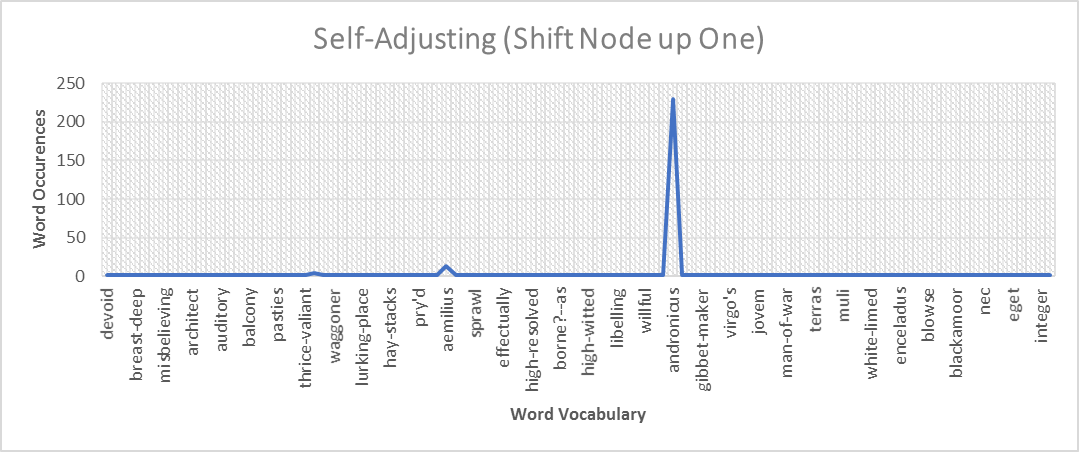 Self-Adjusting (Shift Node up One)
250
200
150
100
50
0
Word Occurences
devoid
breast-deep
misbelieving
architect
auditory
balcony
pasties
thrice-valiant
waggoner
lurking-place
hay-stacks
pry'd
aemilius
sprawl
effectually
high-resolved
borne?--as
high-witted
libelling
willful
andronicus
gibbet-maker
virgo's
jovem
man-of-war
terras
muli
white-limed
enceladus
blowse
blackamoor
nec
eget
integer
Word Vocabulary